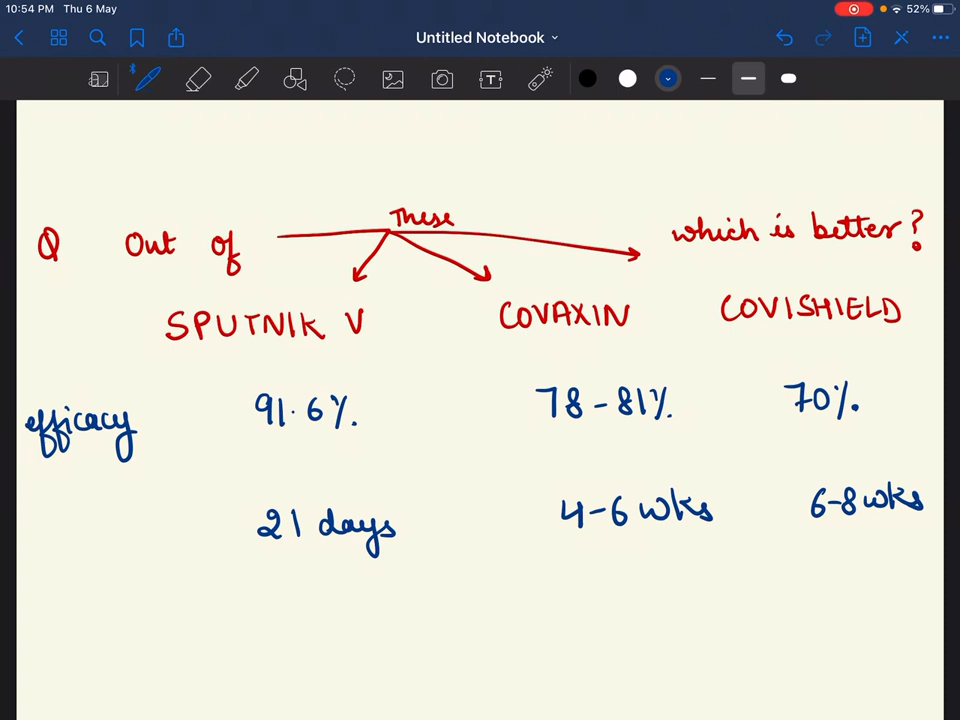 10:54 PM Thu 6 May 52%
Untitled Notebook
T
These
Q Out of which is better?
SPUTNIK V COVAXIN COVISHIELD
efficacy 91.6% 78-81% 70%.
21 days 4-6 wks 6-8 wks